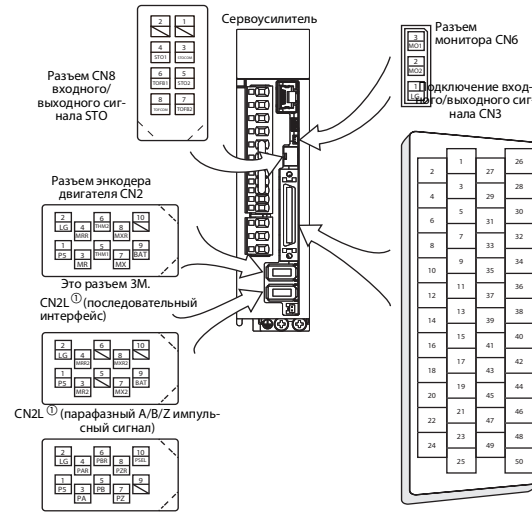 Сервоусилитель
2 1
4 3
STO1 STOCOM
6 5
TOFB1 STO2
8 7
TOFCOM TOFB2
Разъем CN8
входного/
выходного сиг-
нала STO
3
MO1
2
MO2
1
LG
Разъем
монитора CN6
Подключение вход-
ного/выходного сиг-
нала CN3
Разъем энкодера
двигателя CN2
2 6 10
LG 4 THM2 8
MRR MXR
1 5 9
P5 3 THM1 7 BAT
MR MX
Это разъем 3M.
CN2L ① (последовательный
интерфейс)
2 6 10
LG 4 8
MRR2 MXR2
1 5 9
P5 3 7 BAT
MR2 MX2
CN2L ① (парафазный A/B/Z импуль-
сный сигнал)
2 6 10
LG 4 PBR 8 PSEL
PAR PZR
1 5 9
P5 3 PB 7
PA PZ
1 26
2 27
3 28
4 29
5 30
6 31
7 32
8 33
9 34
10 35
11 36
12 37
13 38
14 39
15 40
16 41
17 42
18 43
19 44
20 45
21 46
22 47
23 48
24 49
25 50